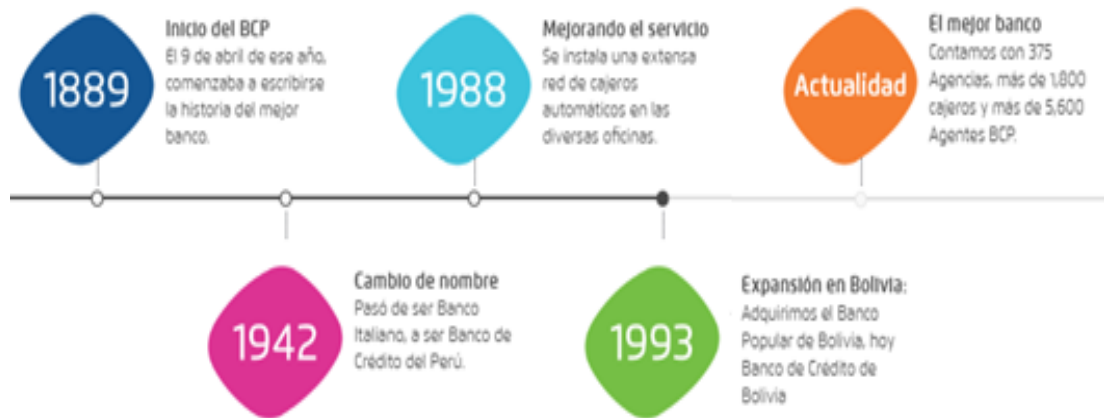 1889
Inicio del BCP
El 9 de abril de ese año,
comenzaba a escribirse
la historia del mejor
banco.
1988
Mejorando el servicio
Se instala una extensa
red de cajeros
automáticos en las
diversas oficinas.
Actualidad
El mejor banco
Contamos con 375
Agencias, más de 1,800
cajeros y más de 5,600
Agentes BCP.
1942
Cambio de nombre
Pasó de ser Banco
Italiano, a ser Banco de
Crédito del Perú.
1993
Expansión en Bolivia:
Adquirimos el Banco
Popular de Bolivia, hoy
Banco de Crédito de
Bolivia